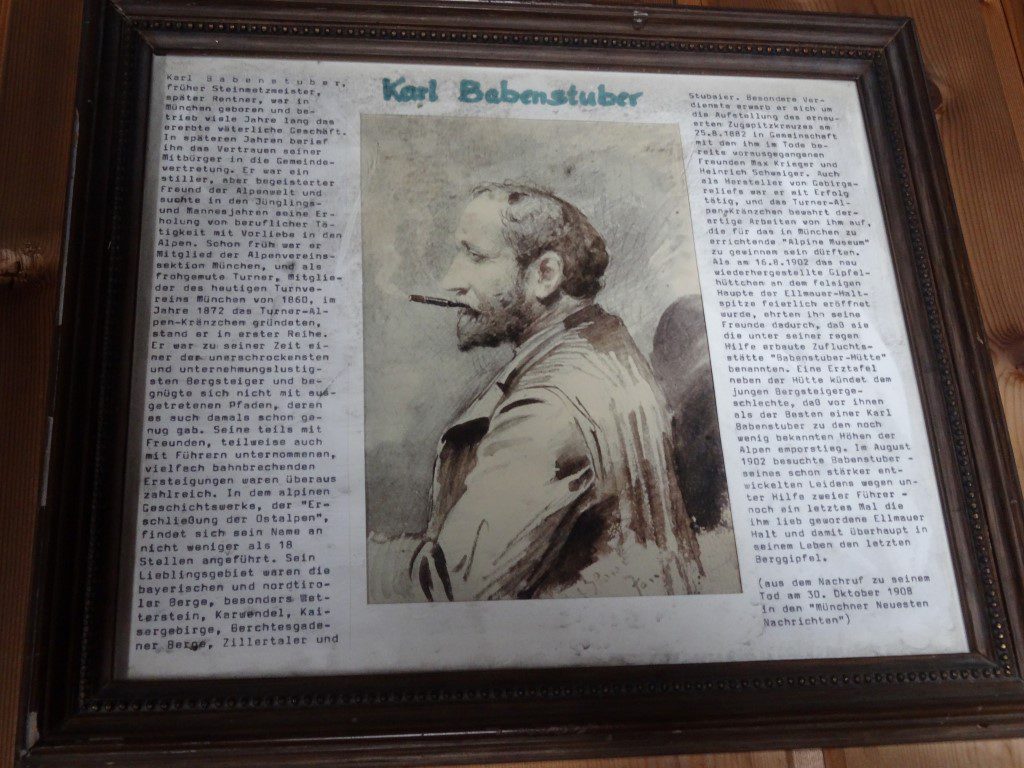 Karl Babenstuber
Karl Babenstuber,
früher Steinmetzmeister,
später Rentner, war in
München geboren und be-
trieb viele Jahre lang das
ererbte väterliche Geschäft.
In späteren Jahren berief
ihm das Vertrauen seiner
Mitbürger in die Gemeinde-
vertretung. Er war ein
stiller, aber begeisterter
Freund der Alpenwelt und
suchte in den Jünglings-
und Mannesjahren seine Er-
holung von beruflicher Tä-
tigkeit mit Vorliebe in den
Alpen. Schon früh war er
Mitglied der Alpenvereins-
sektion München, und als
frohgemute Turner, Mitglie-
der des heutigen Turnve-
reins München von 1860, im
Jahre 1872 das Turner-Al-
pen-Kränzchen gründeten,
stand er in erster Reihe.
Er war zu seiner Zeit ei-
ner der unerschrockensten
und unternehmungslustig-
sten Bergsteiger und be-
gnügte sich nicht mit aus-
getretenen Pfaden, deren
es auch damals schon ge-
nug gab. Seine teils mit
Freunden, teilweise auch
mit Führern unternommenen,
vielfach bahnbrechenden
Ersteigungen waren überaus
zahlreich. In dem alpinen
Geschichtswerke, der "Er-
schließung der Ostalpen",
findet sich sein Name an
nicht weniger als 18
Stellen angeführt. Sein
Lieblingsgebiet waren die
bayerischen und nordtiro-
ler Berge, besonders Wet-
terstein, Karwendel, Kai-
sergebirge, Berchtesgade-
ner Berge, Zillertaler und
Stubaier. Besondere Ver-
dienste erwarb er sich um
die Aufstellung des erneu-
erten Zugspitzkreuzes am
25.8.1882 in Gemeinschaft
mit den ihm im Tode be-
reits vorausgegangenen
Freunden Max Krieger und
Heinrich Schwaiger. Auch
als Hersteller von Gebirgs-
reliefs war er mit Erfolg
tätig, und das Turner-Al-
pen-Kränzchen bewahrt der-
artige Arbeiten von ihm auf,
die für das in München zu
errichtende "Alpine Museum"
zu gewinnen sein dürften.
Als am 16.8.1902 das neu
wiederhergestellte Gipfel-
hüttchen an dem felsigen
Haupte der Ellmauer-Halt-
spitze feierlich eröffnet
wurde, ehrten ihn seine
Freunde dadurch, daß sie
die unter seiner regen
Hilfe erbaute Zufluchts-
stätte "Babenstuber-Hütte"
benannten. Eine Erztafel
neben der Hütte kündet dem
jungen Bergsteigerge-
schlechte, daß vor ihnen
als der Besten einer Karl
Babenstuber zu den noch
wenig bekannten Höhen der
Alpen emporstieg. Im August
1902 besuchte Babenstuber -
seines schon stärker ent-
wickelten Leidens wegen un-
ter Hilfe zweier Führer -
noch ein letztes Mal die
ihm lieb gewordene Ellmauer
Halt und damit überhaupt in
seinem Leben den letzten
Berggipfel.
(aus dem Nachruf zu seinem
Tod am 30. Oktober 1908
in den "Münchner Neuesten
Nachrichten")